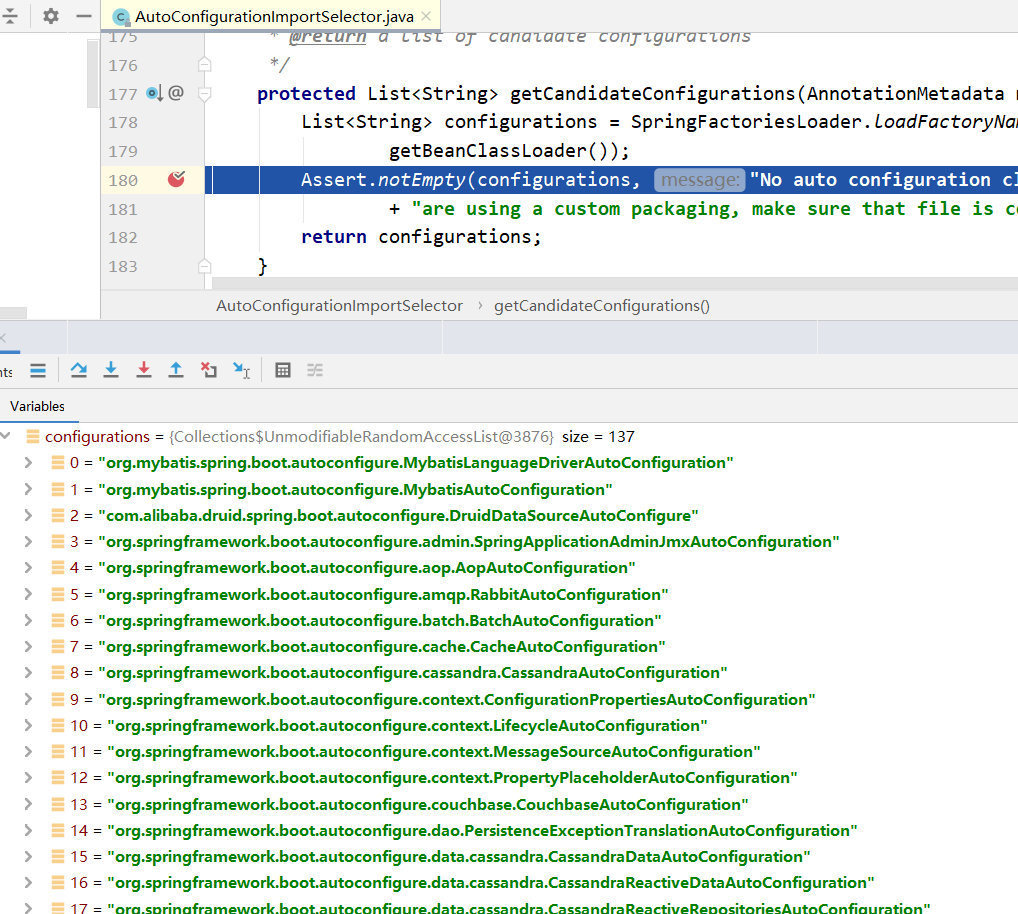 AutoConfigurationImportSelector.java
175 * @return a list of candidate configurations
176 */
177 @ protected List<String> getCandidateConfigurations(AnnotationMetadata
178 List<String> configurations = SpringFactoriesLoader.loadFactoryNa
179 getBeanClassLoader());
180 Assert.notEmpty(configurations, message: "No auto configuration cl
181 + "are using a custom packaging, make sure that file is c
182 return configurations;
183 }
AutoConfigurationImportSelector › getCandidateConfigurations()
nts
Variables
configurations = {Collections$UnmodifiableRandomAccessList@3876} size = 137
0 = "org.mybatis.spring.boot.autoconfigure.MybatisLanguageDriverAutoConfiguration"
1 = "org.mybatis.spring.boot.autoconfigure.MybatisAutoConfiguration"
2 = "com.alibaba.druid.spring.boot.autoconfigure.DruidDataSourceAutoConfigure"
3 = "org.springframework.boot.autoconfigure.admin.SpringApplicationAdminJmxAutoConfiguration"
4 = "org.springframework.boot.autoconfigure.aop.AopAutoConfiguration"
5 = "org.springframework.boot.autoconfigure.amqp.RabbitAutoConfiguration"
6 = "org.springframework.boot.autoconfigure.batch.BatchAutoConfiguration"
7 = "org.springframework.boot.autoconfigure.cache.CacheAutoConfiguration"
8 = "org.springframework.boot.autoconfigure.cassandra.CassandraAutoConfiguration"
9 = "org.springframework.boot.autoconfigure.context.ConfigurationPropertiesAutoConfiguration"
10 = "org.springframework.boot.autoconfigure.context.LifecycleAutoConfiguration"
11 = "org.springframework.boot.autoconfigure.context.MessageSourceAutoConfiguration"
12 = "org.springframework.boot.autoconfigure.context.PropertyPlaceholderAutoConfiguration"
13 = "org.springframework.boot.autoconfigure.couchbase.CouchbaseAutoConfiguration"
14 = "org.springframework.boot.autoconfigure.dao.PersistenceExceptionTranslationAutoConfiguration"
15 = "org.springframework.boot.autoconfigure.data.cassandra.CassandraDataAutoConfiguration"
16 = "org.springframework.boot.autoconfigure.data.cassandra.CassandraReactiveDataAutoConfiguration"
17 = "org.springframework.boot.autoconfigure.data.cassandra.CassandraReactiveRepositoriesAutoConfiguration"